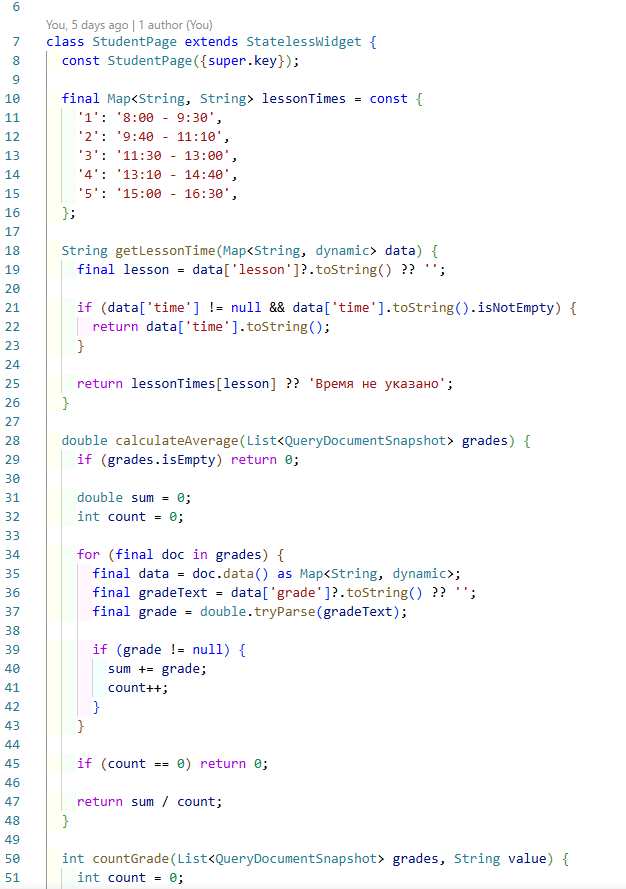 6
You, 5 days ago | 1 author (You)
7 class StudentPage extends StatelessWidget {
8   const StudentPage({super.key});
9
10   final Map<String, String> lessonTimes = const {
11     '1': '8:00 - 9:30',
12     '2': '9:40 - 11:10',
13     '3': '11:30 - 13:00',
14     '4': '13:10 - 14:40',
15     '5': '15:00 - 16:30',
16   };
17
18   String getLessonTime(Map<String, dynamic> data) {
19     final lesson = data['lesson']?.toString() ?? '';
20
21     if (data['time'] != null && data['time'].toString().isNotEmpty) {
22       return data['time'].toString();
23     }
24
25     return lessonTimes[lesson] ?? 'Время не указано';
26   }
27
28   double calculateAverage(List<QueryDocumentSnapshot> grades) {
29     if (grades.isEmpty) return 0;
30
31     double sum = 0;
32     int count = 0;
33
34     for (final doc in grades) {
35       final data = doc.data() as Map<String, dynamic>;
36       final gradeText = data['grade']?.toString() ?? '';
37       final grade = double.tryParse(gradeText);
38
39       if (grade != null) {
40         sum += grade;
41         count++;
42       }
43     }
44
45     if (count == 0) return 0;
46
47     return sum / count;
48   }
49
50   int countGrade(List<QueryDocumentSnapshot> grades, String value) {
51     int count = 0;